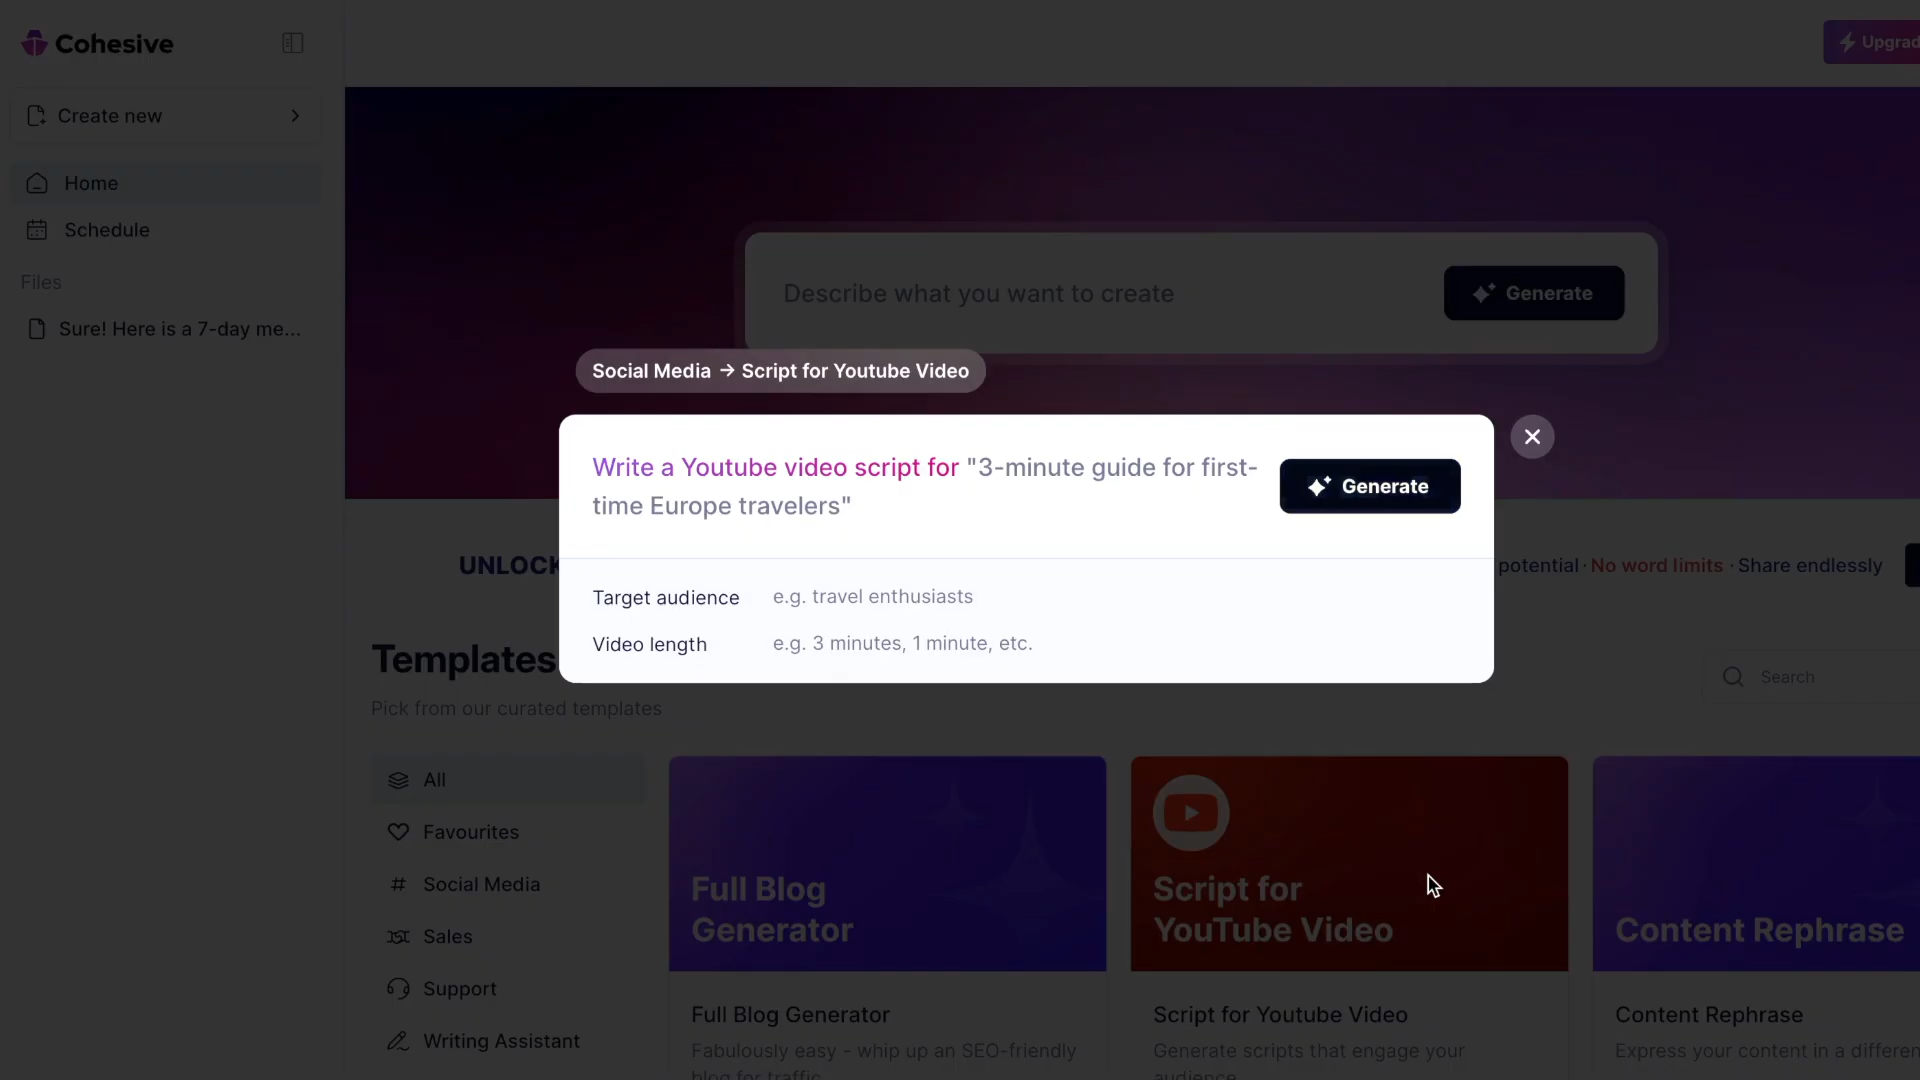 Cohesive
Upgrad
Create new
Home
Schedule
Files
Sure! Here is a 7-day me...
Describe what you want to create
Generate
Social Media → Script for Youtube Video
Write a Youtube video script for "3-minute guide for first-
time Europe travelers"
Generate
Target audience e.g. travel enthusiasts
Video length e.g. 3 minutes, 1 minute, etc.
UNLOCK
potential · No word limits · Share endlessly
Templates
Pick from our curated templates
Search
All
Favourites
Social Media
Sales
Support
Writing Assistant
Full Blog
Generator
Full Blog Generator
Fabulously easy - whip up an SEO-friendly
blog for traffic
Script for
YouTube Video
Script for Youtube Video
Generate scripts that engage your
audience
Content Rephrase
Content Rephrase
Express your content in a differen